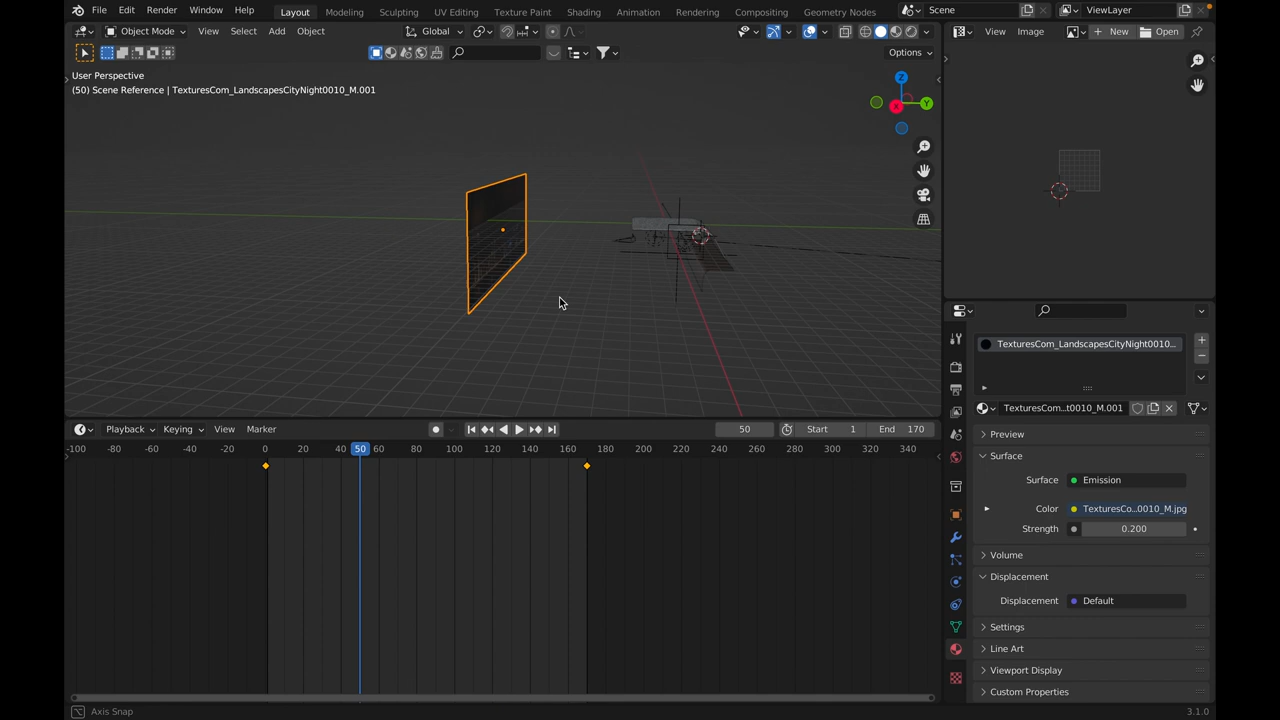 File Edit Render Window Help Layout Modeling Sculpting UV Editing Texture Paint Shading Animation Rendering Compositing Geometry Nodes Scene ViewLayer
Object Mode View Select Add Object Global View Image New Open
Options
User Perspective
(50) Scene Reference | TexturesCom_LandscapesCityNight0010_M.001
Z
Y
X
TexturesCom_LandscapesCityNight0010...
TexturesCom...t0010_M.001
Preview
Surface
Surface Emission
Color TexturesCo...0010_M.jpg
Strength 0.200
Volume
Displacement
Displacement Default
Settings
Line Art
Viewport Display
Custom Properties
Playback Keying View Marker 50 Start 1 End 170
-100 -80 -60 -40 -20 0 20 40 50 60 80 100 120 140 160 180 200 220 240 260 280 300 320 340
Axis Snap 3.1.0